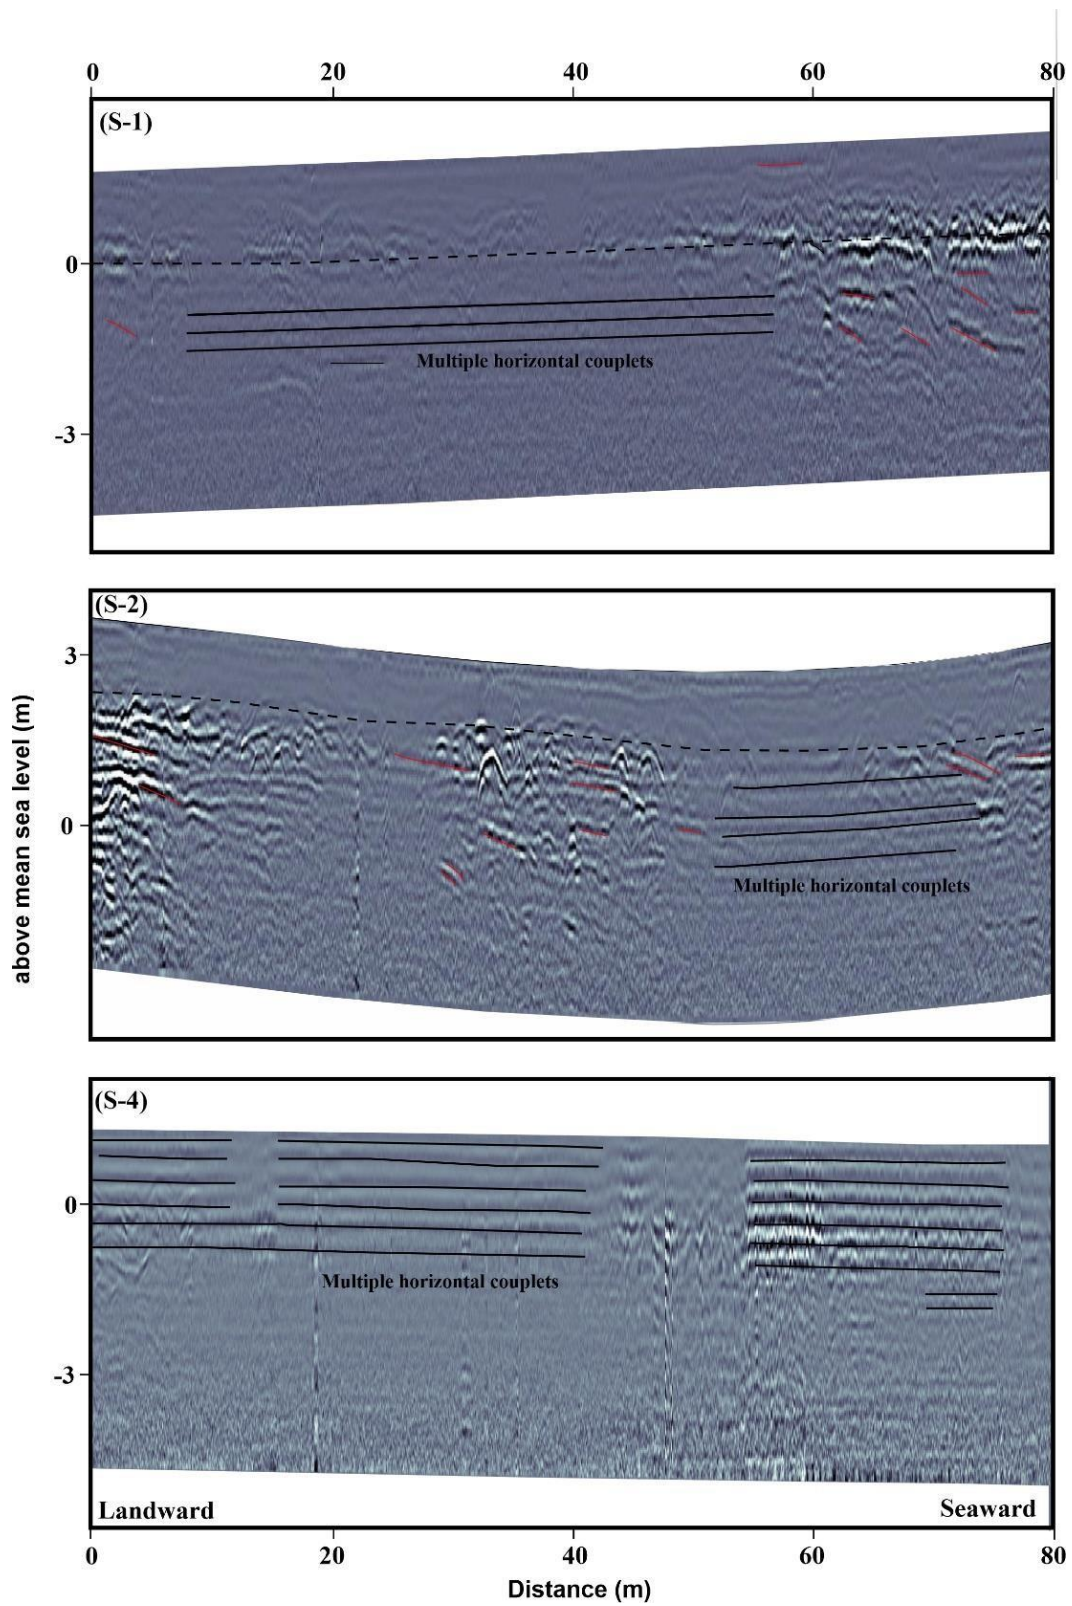 0 20 40 60 80
(S-1)
0
Multiple horizontal couplets
-3
(S-2)
3
0
Multiple horizontal couplets
above mean sea level (m)
(S-4)
0
Multiple horizontal couplets
-3
Landward Seaward
0 20 40 60 80
Distance (m)